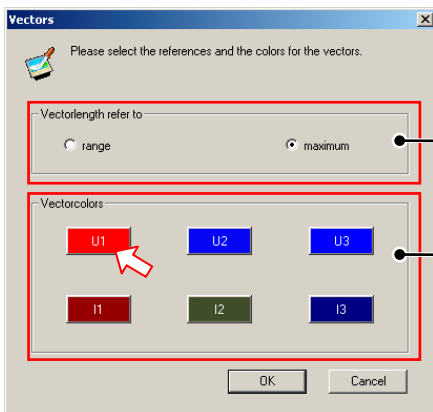 Vectors
Please select the references and the colors for the vectors.
Vectorlength refer to
range maximum
Vectorcolors
U1 U2 U3
I1 I2 I3
OK Cancel